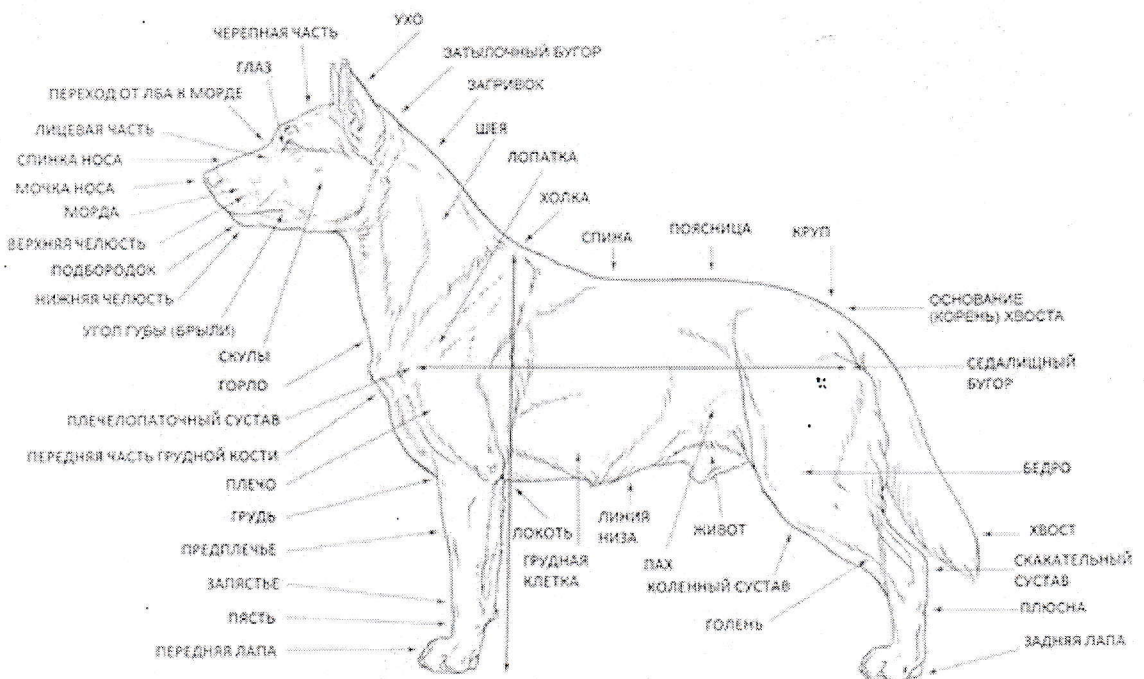 УХО
ЧЕРЕПНАЯ ЧАСТЬ
ЗАТЫЛОЧНЫЙ БУГОР
ГЛАЗ
ЗАГРИВОК
ПЕРЕХОД ОТ ЛБА К МОРДЕ
ЛИЦЕВАЯ ЧАСТЬ
ШЕЯ
СПИНКА НОСА
ЛОПАТКА
МОЧКА НОСА
ХОЛКА
МОРДА
ВЕРХНЯЯ ЧЕЛЮСТЬ
СПИНА
ПОЯСНИЦА
КРУП
ПОДБОРОДОК
НИЖНЯЯ ЧЕЛЮСТЬ
ОСНОВАНИЕ
(КОРЕНЬ) ХВОСТА
УГОЛ ГУБЫ (БРЫЛИ)
СКУЛЫ
ГОРЛО
СЕДАЛИЩНЫЙ
БУГОР
ПЛЕЧЕЛОПАТОЧНЫЙ СУСТАВ
ПЕРЕДНЯЯ ЧАСТЬ ГРУДНОЙ КОСТИ
БЕДРО
ПЛЕЧО
ГРУДЬ
ЛОКОТЬ
ЛИНИЯ
НИЗА
ЖИВОТ
ХВОСТ
ПРЕДПЛЕЧЬЕ
ГРУДНАЯ
КЛЕТКА
ПАХ
КОЛЕННЫЙ СУСТАВ
СКАКАТЕЛЬНЫЙ
СУСТАВ
ЗАПЯСТЬЕ
ПЯСТЬ
ГОЛЕНЬ
ПЛЮСНА
ПЕРЕДНЯЯ ЛАПА
ЗАДНЯЯ ЛАПА